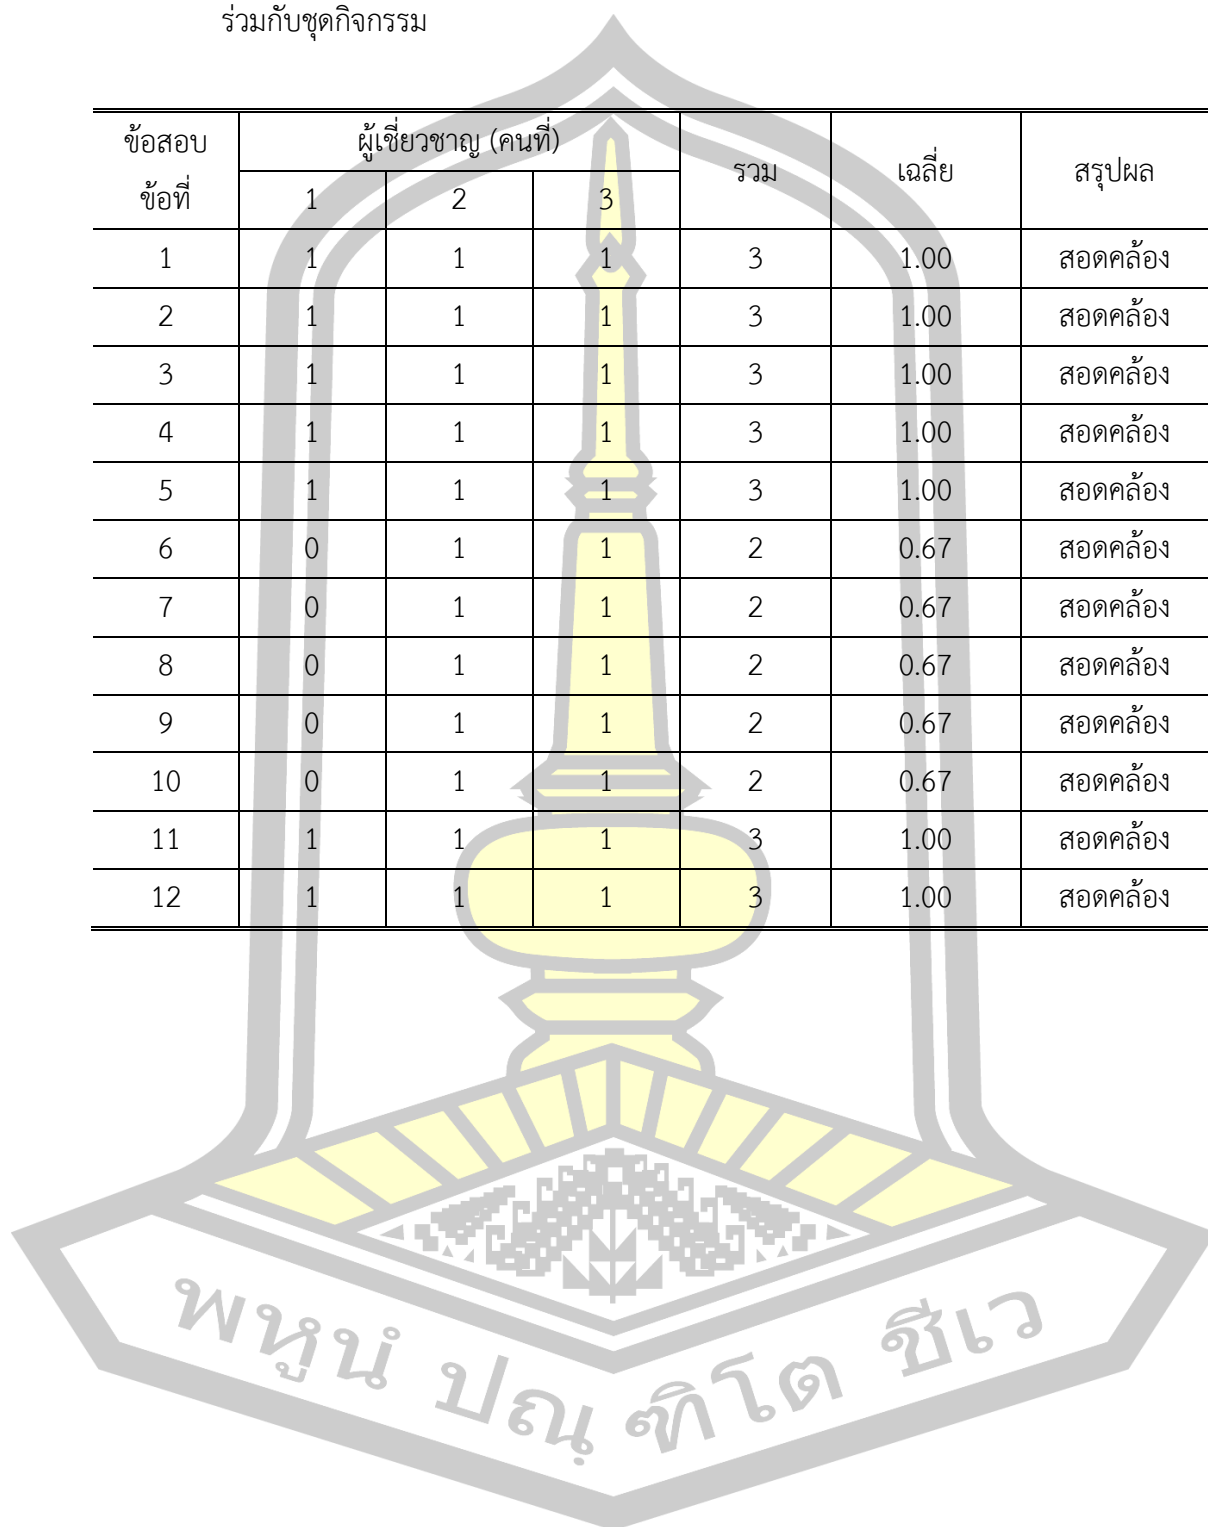 ร่วมกับชุดกิจกรรม
ข้อสอบ ผู้เชี่ยวชาญ (คนที่) รวม เฉลี่ย สรุปผล
ข้อที่ 1 2 3
1 1 1 1 3 1.00 สอดคล้อง
2 1 1 1 3 1.00 สอดคล้อง
3 1 1 1 3 1.00 สอดคล้อง
4 1 1 1 3 1.00 สอดคล้อง
5 1 1 1 3 1.00 สอดคล้อง
6 0 1 1 2 0.67 สอดคล้อง
7 0 1 1 2 0.67 สอดคล้อง
8 0 1 1 2 0.67 สอดคล้อง
9 0 1 1 2 0.67 สอดคล้อง
10 0 1 1 2 0.67 สอดคล้อง
11 1 1 1 3 1.00 สอดคล้อง
12 1 1 1 3 1.00 สอดคล้อง
พหูนํ ปณฺฑิโต ชีเว